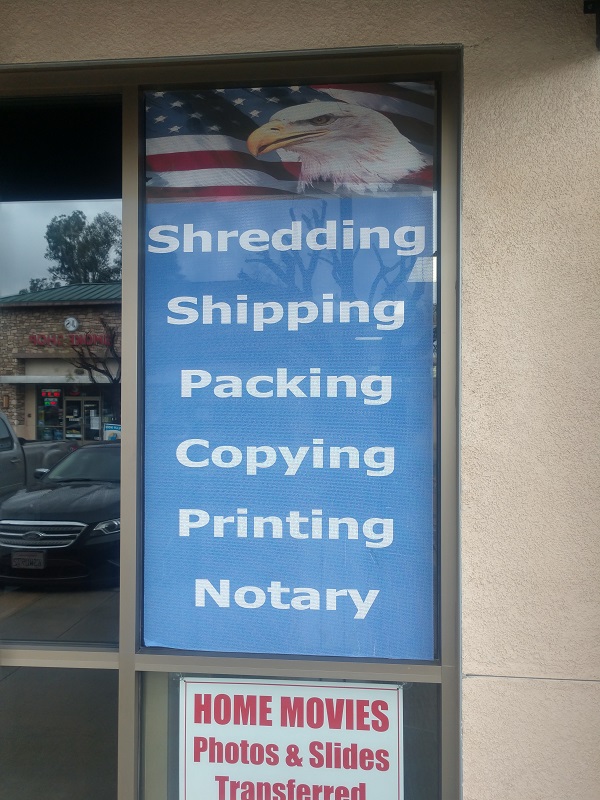 Shredding
Shipping
Packing
Copying
Printing
Notary
HOME MOVIES
Photos & Slides
Transferred